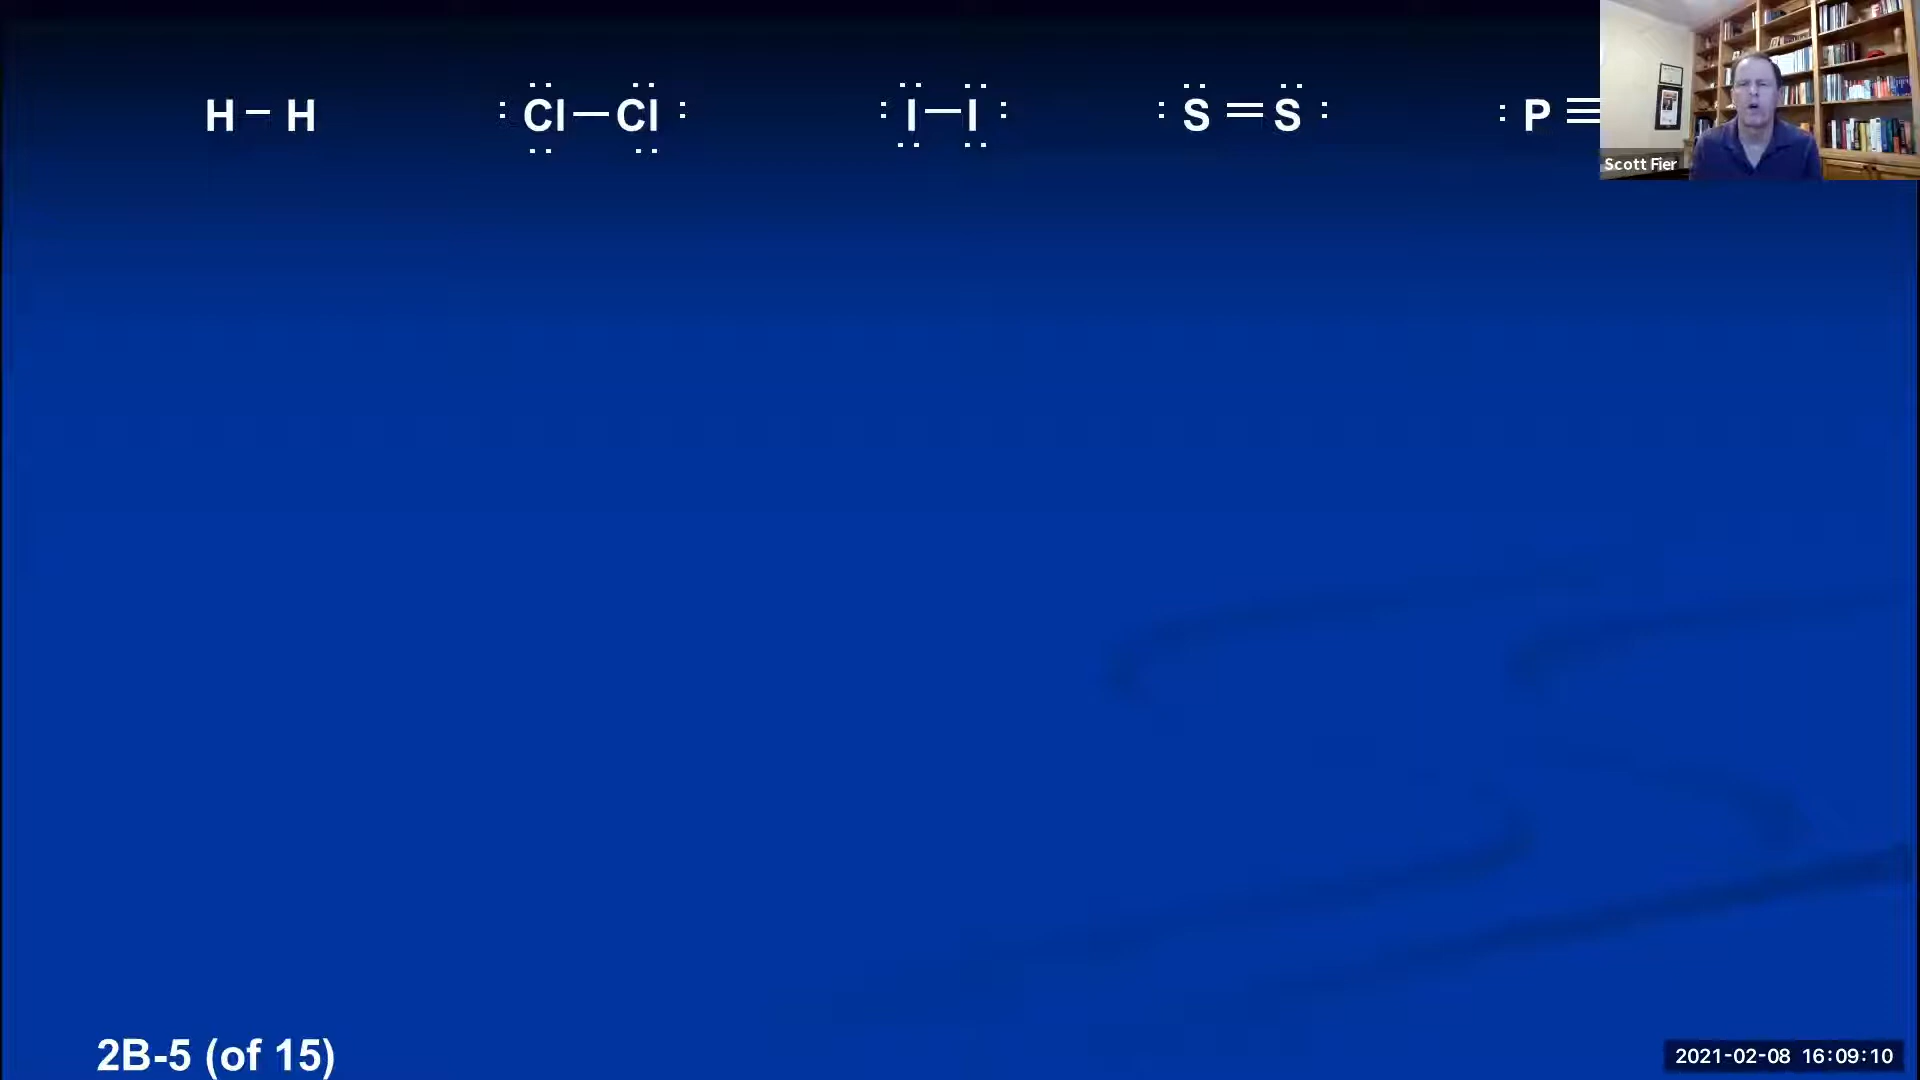 H – H
:Cl—Cl:
:I—I:
:S=S:
:P≡
Scott Fier
2B-5 (of 15)
2021-02-08 16:09:10